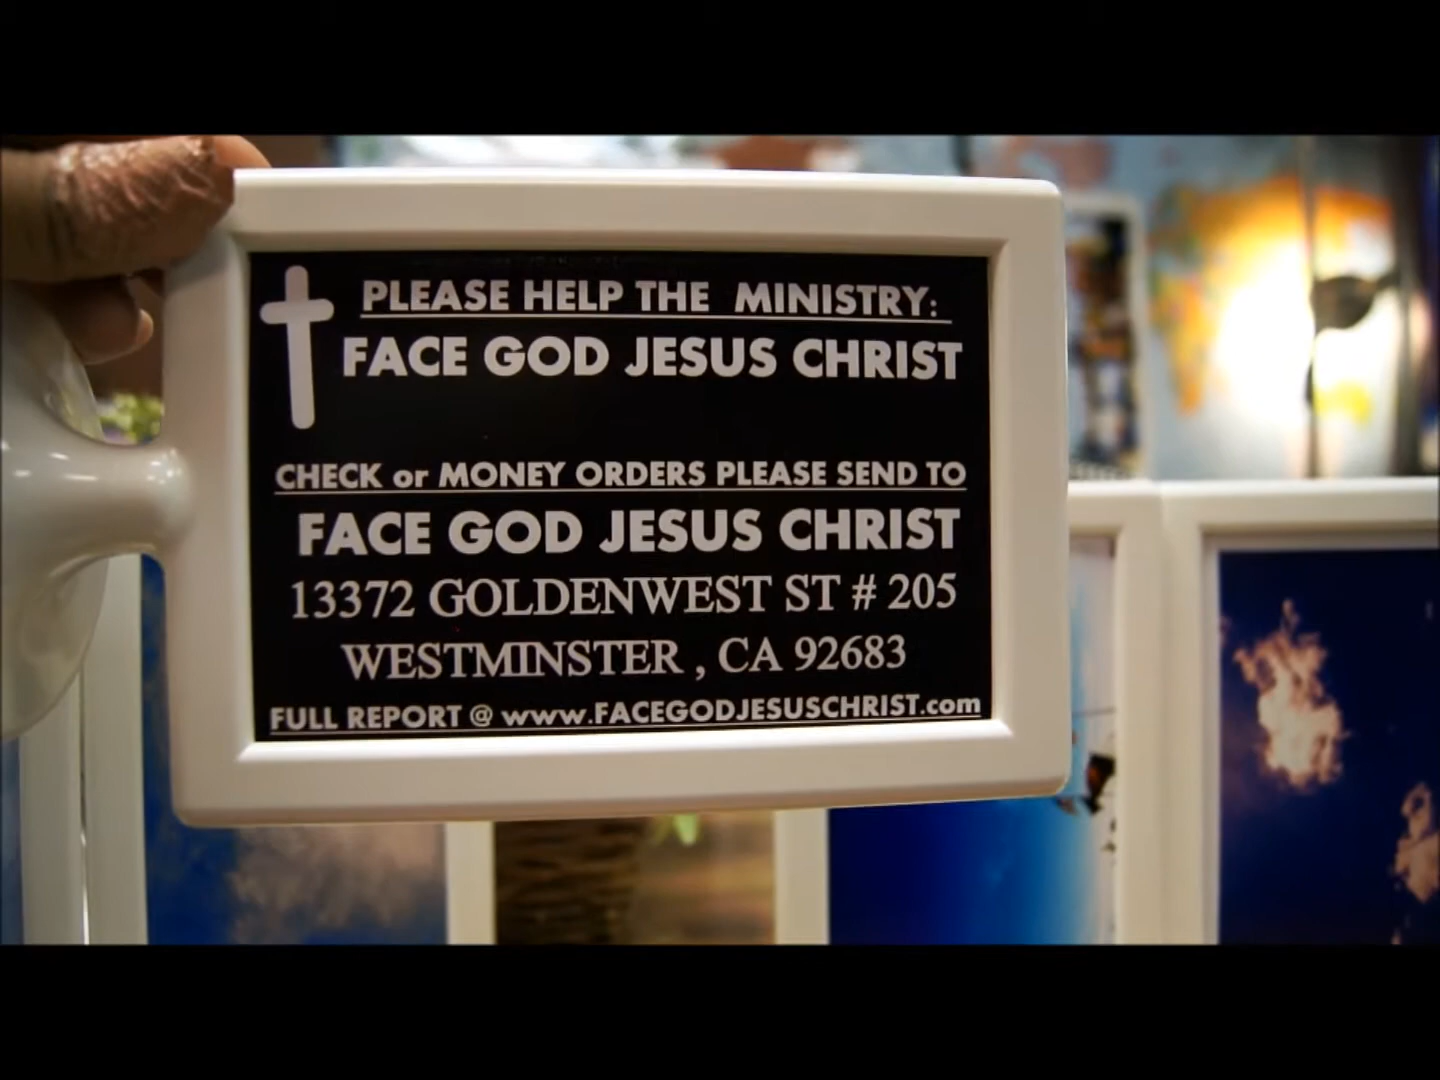 PLEASE HELP THE MINISTRY:
FACE GOD JESUS CHRIST
CHECK or MONEY ORDERS PLEASE SEND TO
FACE GOD JESUS CHRIST
13372 GOLDENWEST ST # 205
WESTMINSTER , CA 92683
FULL REPORT @ www.FACEGODJESUSCHRIST.com